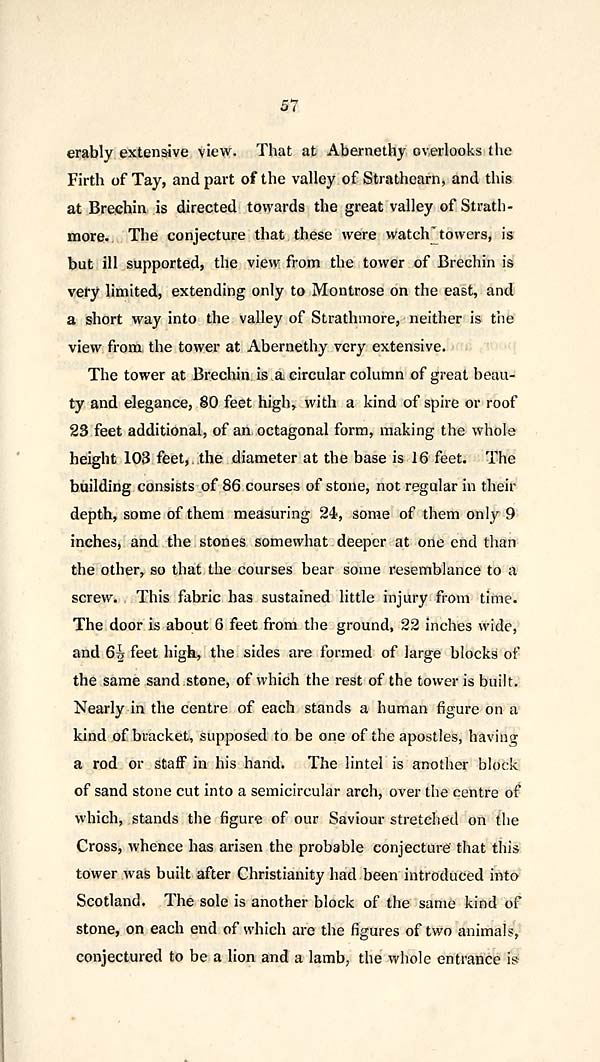 57
erably extensive view. That at Abernethy overlooks the
Firth of Tay, and part of the valley of Strathearn, and this
at Brechin is directed towards the great valley of Strath-
more. The conjecture that these were watch towers, is
but ill supported, the view from the tower of Brechin is
very limited, extending only to Montrose on the east, and
a short way into the valley of Strathmore, neither is the
view from the tower at Abernethy very extensive.
The tower at Brechin is a circular column of great beau-
ty and elegance, 80 feet high, with a kind of spire or roof
23 feet additional, of an octagonal form, making the whole
height 103 feet, the diameter at the base is 16 feet. The
building consists of 86 courses of stone, not regular in their
depth, some of them measuring 24, some of them only 9
inches, and the stones somewhat deeper at one end than
the other, so that the courses bear some resemblance to a
screw. This fabric has sustained little injury from time.
The door is about 6 feet from the ground, 22 inches wide,
and 6½ feet high, the sides are formed of large blocks of
the same sand stone, of which the rest of the tower is built.
Nearly in the centre of each stands a human figure on a
kind of bracket, supposed to be one of the apostles, having
a rod or staff in his hand. The lintel is another block
of sand stone cut into a semicircular arch, over the centre of
which, stands the figure of our Saviour stretched on the
Cross, whence has arisen the probable conjecture that this
tower was built after Christianity had been introduced into
Scotland. The sole is another block of the same kind of
stone, on each end of which are the figures of two animals,
conjectured to be a lion and a lamb, the whole entrance is